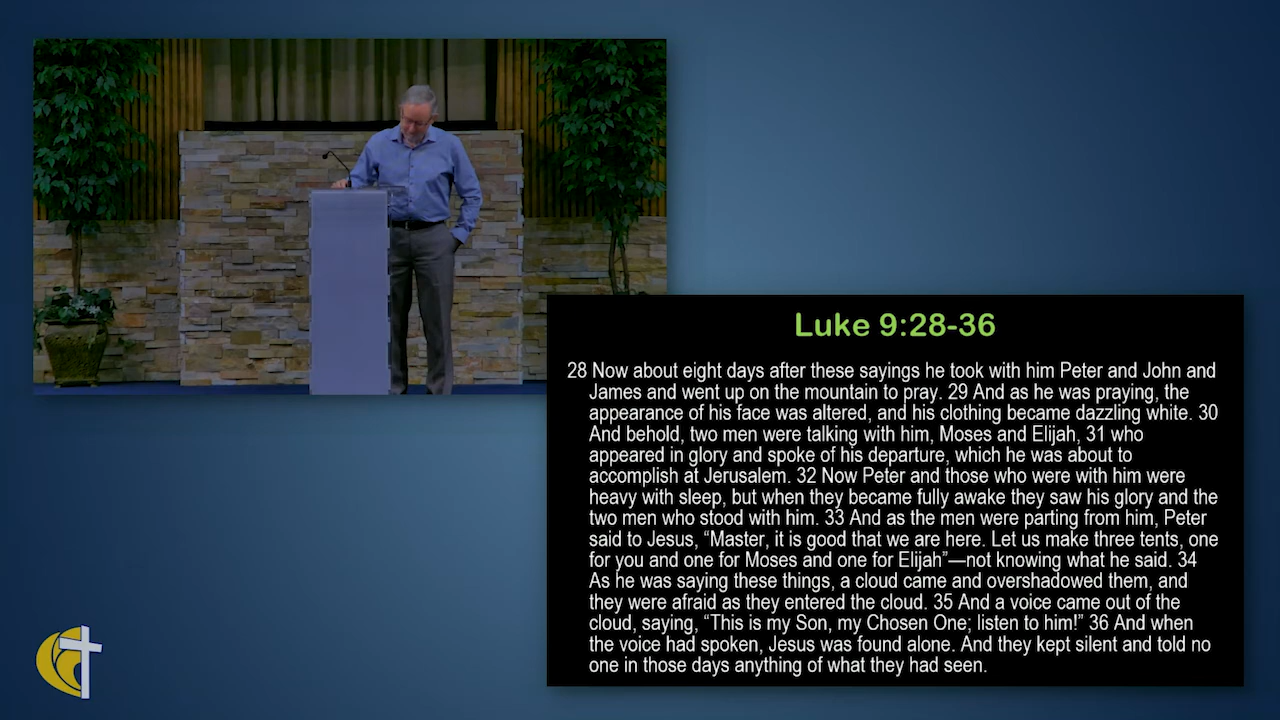 Luke 9:28-36
28 Now about eight days after these sayings he took with him Peter and John and
James and went up on the mountain to pray. 29 And as he was praying, the
appearance of his face was altered, and his clothing became dazzling white. 30
And behold, two men were talking with him, Moses and Elijah, 31 who
appeared in glory and spoke of his departure, which he was about to
accomplish at Jerusalem. 32 Now Peter and those who were with him were
heavy with sleep, but when they became fully awake they saw his glory and the
two men who stood with him. 33 And as the men were parting from him, Peter
said to Jesus, “Master, it is good that we are here. Let us make three tents, one
for you and one for Moses and one for Elijah”—not knowing what he said. 34
As he was saying these things, a cloud came and overshadowed them, and
they were afraid as they entered the cloud. 35 And a voice came out of the
cloud, saying, “This is my Son, my Chosen One; listen to him!” 36 And when
the voice had spoken, Jesus was found alone. And they kept silent and told no
one in those days anything of what they had seen.